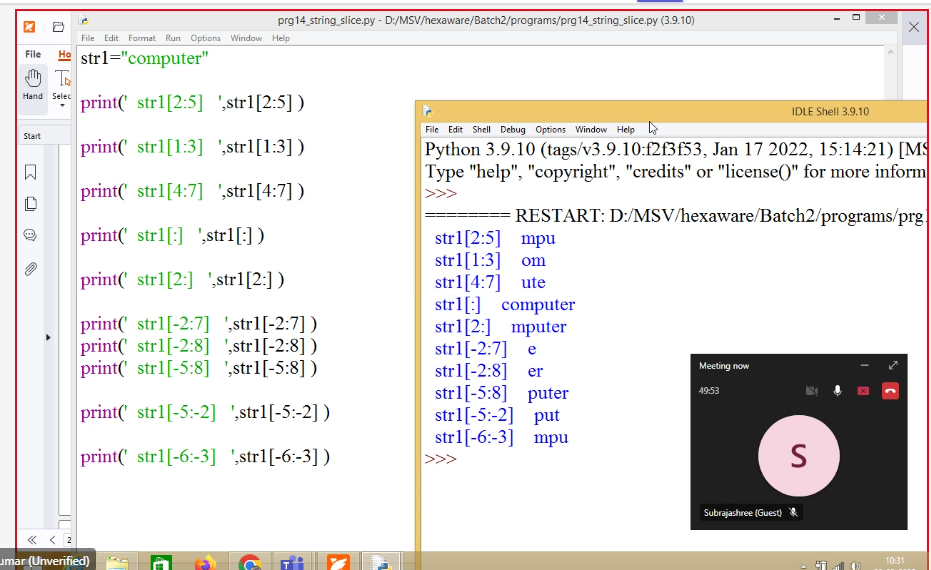 prg14_string_slice.py - D:/MSV/hexaware/Batch2/programs/prg14_string_slice.py (3.9.10)
File Edit Format Run Options Window Help
File
Hand
Selec
Start
str1="computer"
print(' str1[2:5] ',str1[2:5] )
print(' str1[1:3] ',str1[1:3] )
print(' str1[4:7] ',str1[4:7] )
print(' str1[:] ',str1[:] )
print(' str1[2:] ',str1[2:] )
print(' str1[-2:7] ',str1[-2:7] )
print(' str1[-2:8] ',str1[-2:8] )
print(' str1[-5:8] ',str1[-5:8] )
print(' str1[-5:-2] ',str1[-5:-2] )
print(' str1[-6:-3] ',str1[-6:-3] )
IDLE Shell 3.9.10
File Edit Shell Debug Options Window Help
Python 3.9.10 (tags/v3.9.10:f2f3f53, Jan 17 2022, 15:14:21) [MS
Type "help", "copyright", "credits" or "license()" for more inform
>>>
======== RESTART: D:/MSV/hexaware/Batch2/programs/prg1
str1[2:5] mpu
str1[1:3] om
str1[4:7] ute
str1[:] computer
str1[2:] mputer
str1[-2:7] e
str1[-2:8] er
str1[-5:8] puter
str1[-5:-2] put
str1[-6:-3] mpu
>>>
Meeting now
49:53
S
Subrajashree (Guest)
2
umar (Unverified)
10:31